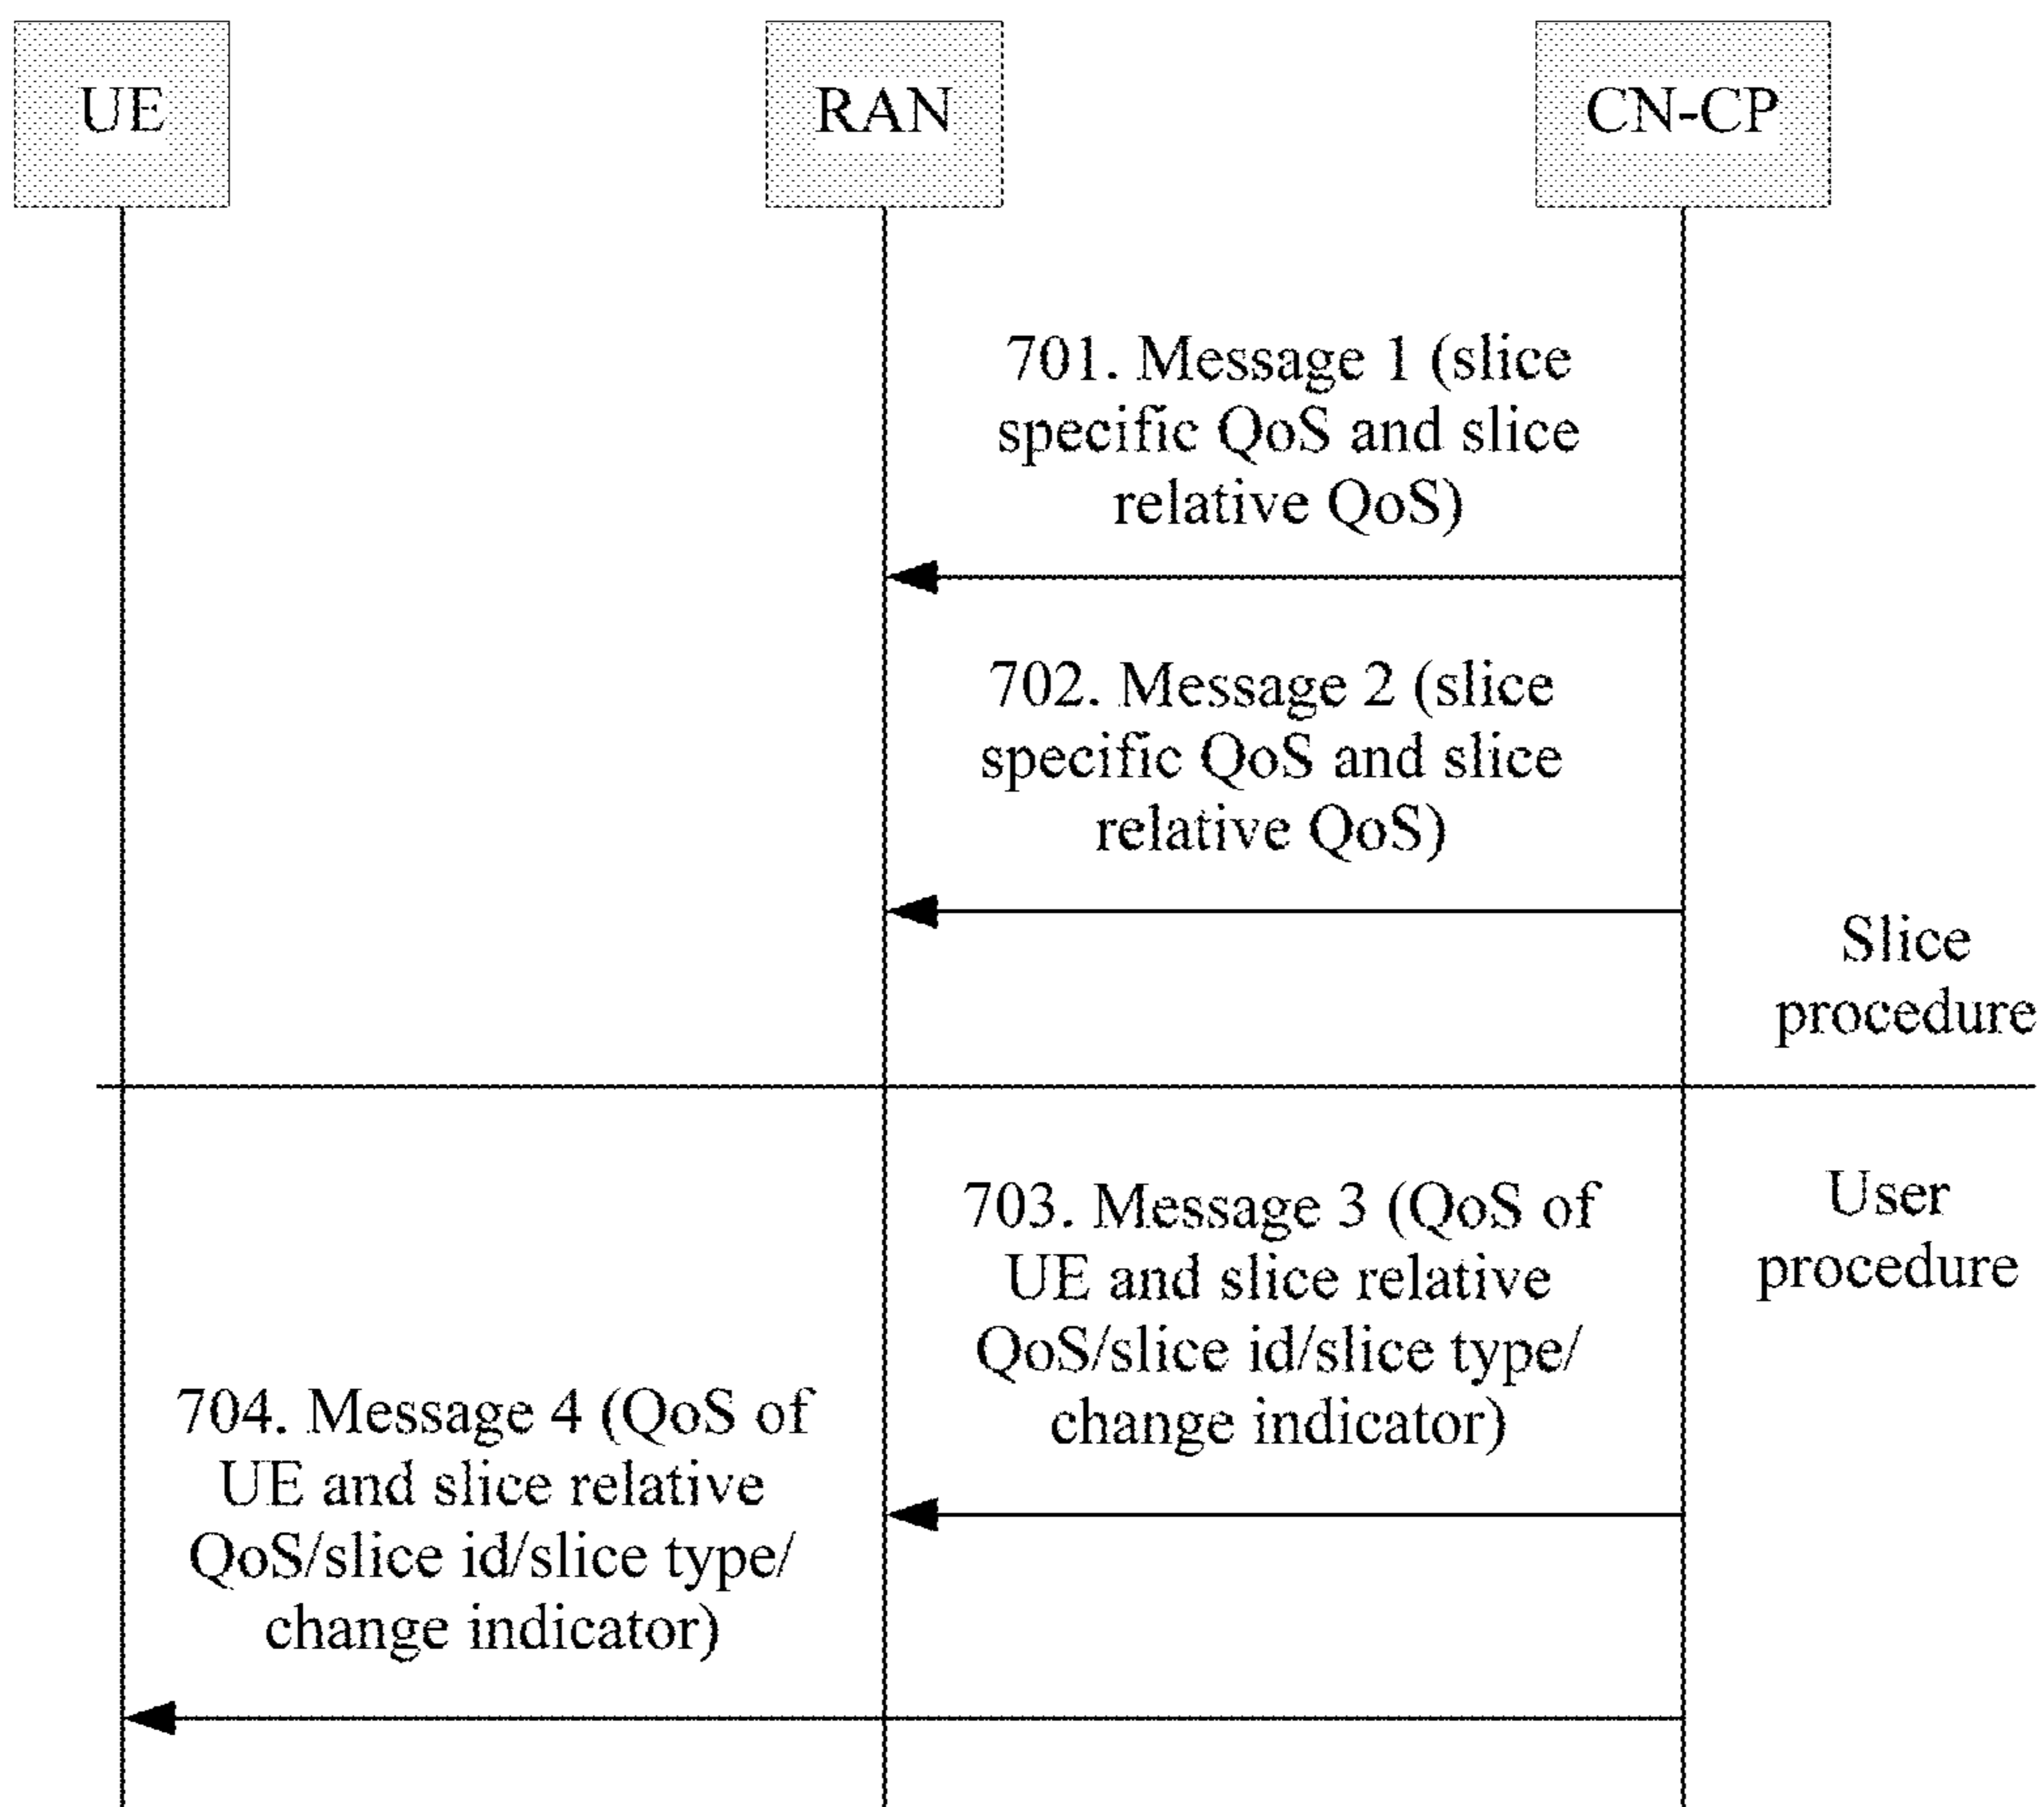 UE
RAN
CN-CP
701. Message 1 (slice
specific QoS and slice
relative QoS)
702. Message 2 (slice
specific QoS and slice
relative QoS)
Slice
procedure
User
procedure
703. Message 3 (QoS of
UE and slice relative
QoS/slice id/slice type/
change indicator)
704. Message 4 (QoS of
UE and slice relative
QoS/slice id/slice type/
change indicator)